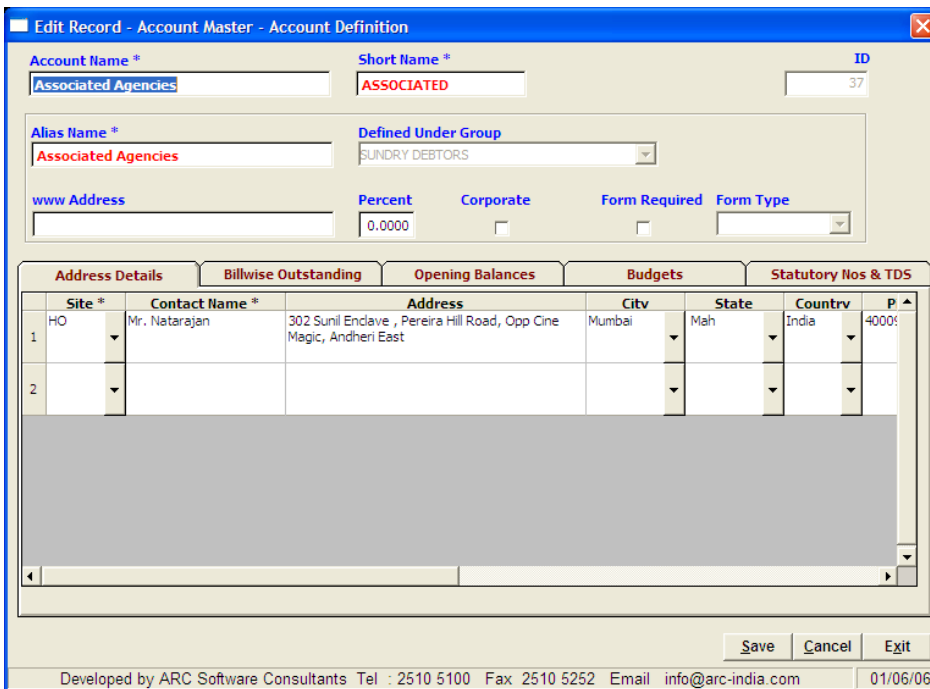 Edit Record - Account Master - Account Definition
Account Name * Short Name * ID
Associated Agencies ASSOCIATED 37
Alias Name * Defined Under Group
Associated Agencies SUNDRY DEBTORS
www Address Percent Corporate Form Required Form Type
0.0000
Address Details Billwise Outstanding Opening Balances Budgets Statutory Nos & TDS
Site * Contact Name * Address City State Country P
1 HO Mr. Natarajan 302 Sunil Enclave , Pereira Hill Road, Opp Cine Mumbai Mah India 4000
Magic, Andheri East
2
Save Cancel Exit
Developed by ARC Software Consultants Tel : 2510 5100 Fax 2510 5252 Email info@arc-india.com 01/06/06